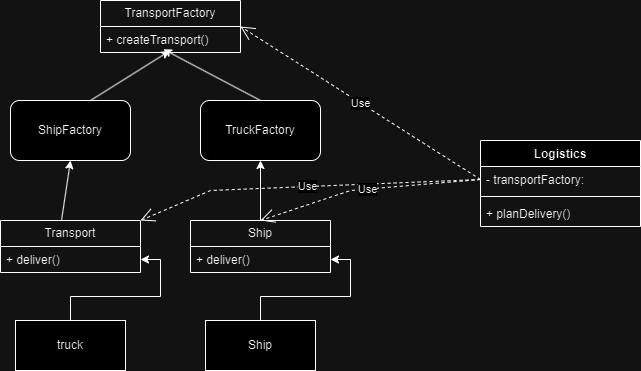 TransportFactory
+ createTransport()
Use
ShipFactory
TruckFactory
Logistics
- transportFactory:
+ planDelivery()
Use
Use
Transport
+ deliver()
Ship
+ deliver()
truck
Ship